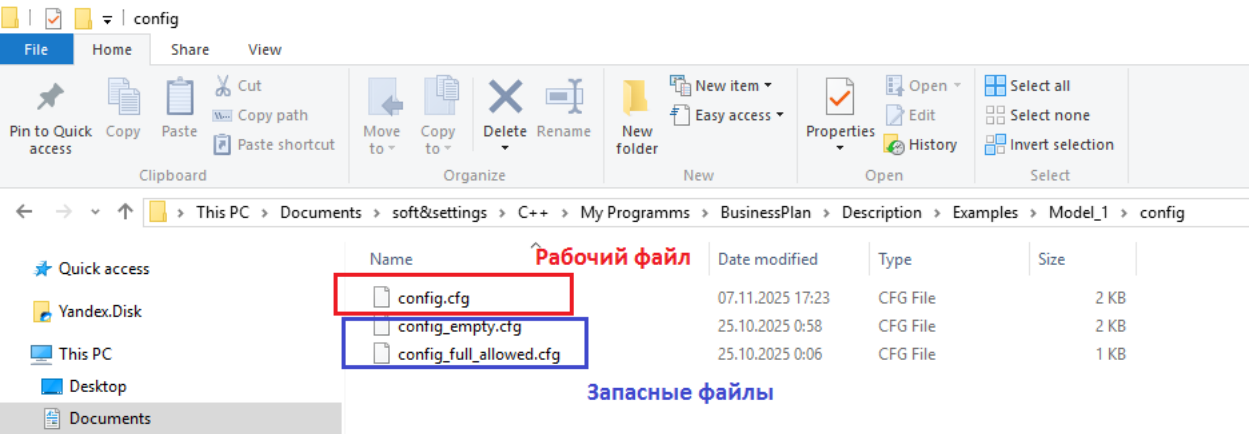 config
File Home Share View
Pin to Quick access
Copy
Paste
Cut
Copy path
Paste shortcut
Clipboard
Move to
Copy to
Delete
Rename
Organize
New folder
New item
Easy access
New
Properties
Open
Edit
History
Open
Select all
Select none
Invert selection
Select
This PC > Documents > soft&settings > C++ > My Programms > BusinessPlan > Description > Examples > Model_1 > config
Quick access
Yandex.Disk
This PC
Desktop
Documents
Name Рабочий файл Date modified Type Size
config.cfg 07.11.2025 17:23 CFG File 2 KB
config_empty.cfg 25.10.2025 0:58 CFG File 2 KB
config_full_allowed.cfg 25.10.2025 0:06 CFG File 1 KB
Запасные файлы